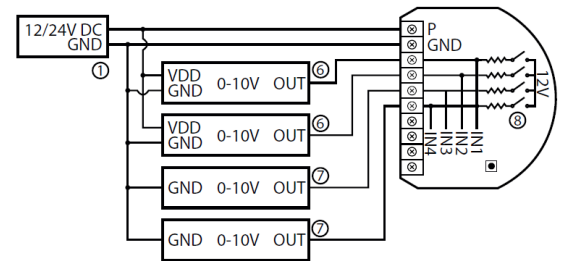 12/24V DC
GND
①
P
GND
VDD
GND
0-10V
OUT
⑥
VDD
GND
0-10V
OUT
⑥
GND
0-10V
OUT
⑦
GND
0-10V
OUT
⑦
12V
⑧
IN4
IN3
IN2
IN1